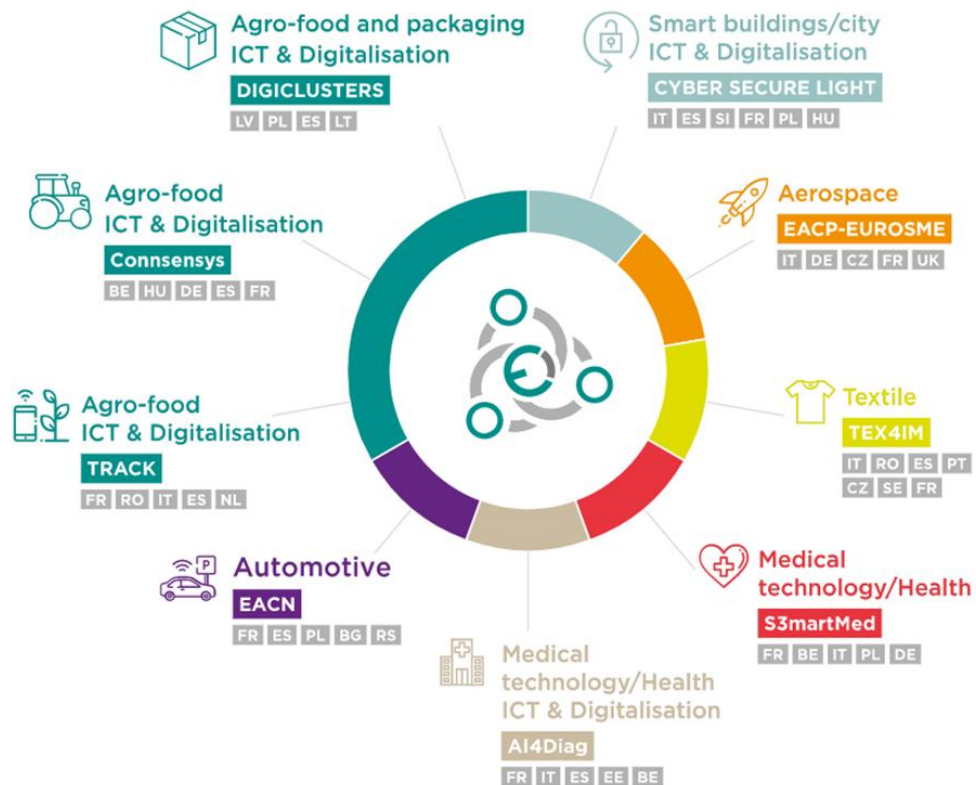 Agro-food and packaging
ICT & Digitalisation
DIGICLUSTERS
LV PL ES LT
Smart buildings/city
ICT & Digitalisation
CYBER SECURE LIGHT
IT ES SI FR PL HU
Agro-food
ICT & Digitalisation
Connsensys
BE HU DE ES FR
Aerospace
EACP-EUROSME
IT DE CZ FR UK
Agro-food
ICT & Digitalisation
TRACK
FR RO IT ES NL
Textile
TEX4IM
IT RO ES PT
CZ SE FR
P
Automotive
EACN
FR ES PL BG RS
Medical
technology/Health
S3martMed
FR BE IT PL DE
Medical
technology/Health
ICT & Digitalisation
AI4Diag
FR IT ES EE BE